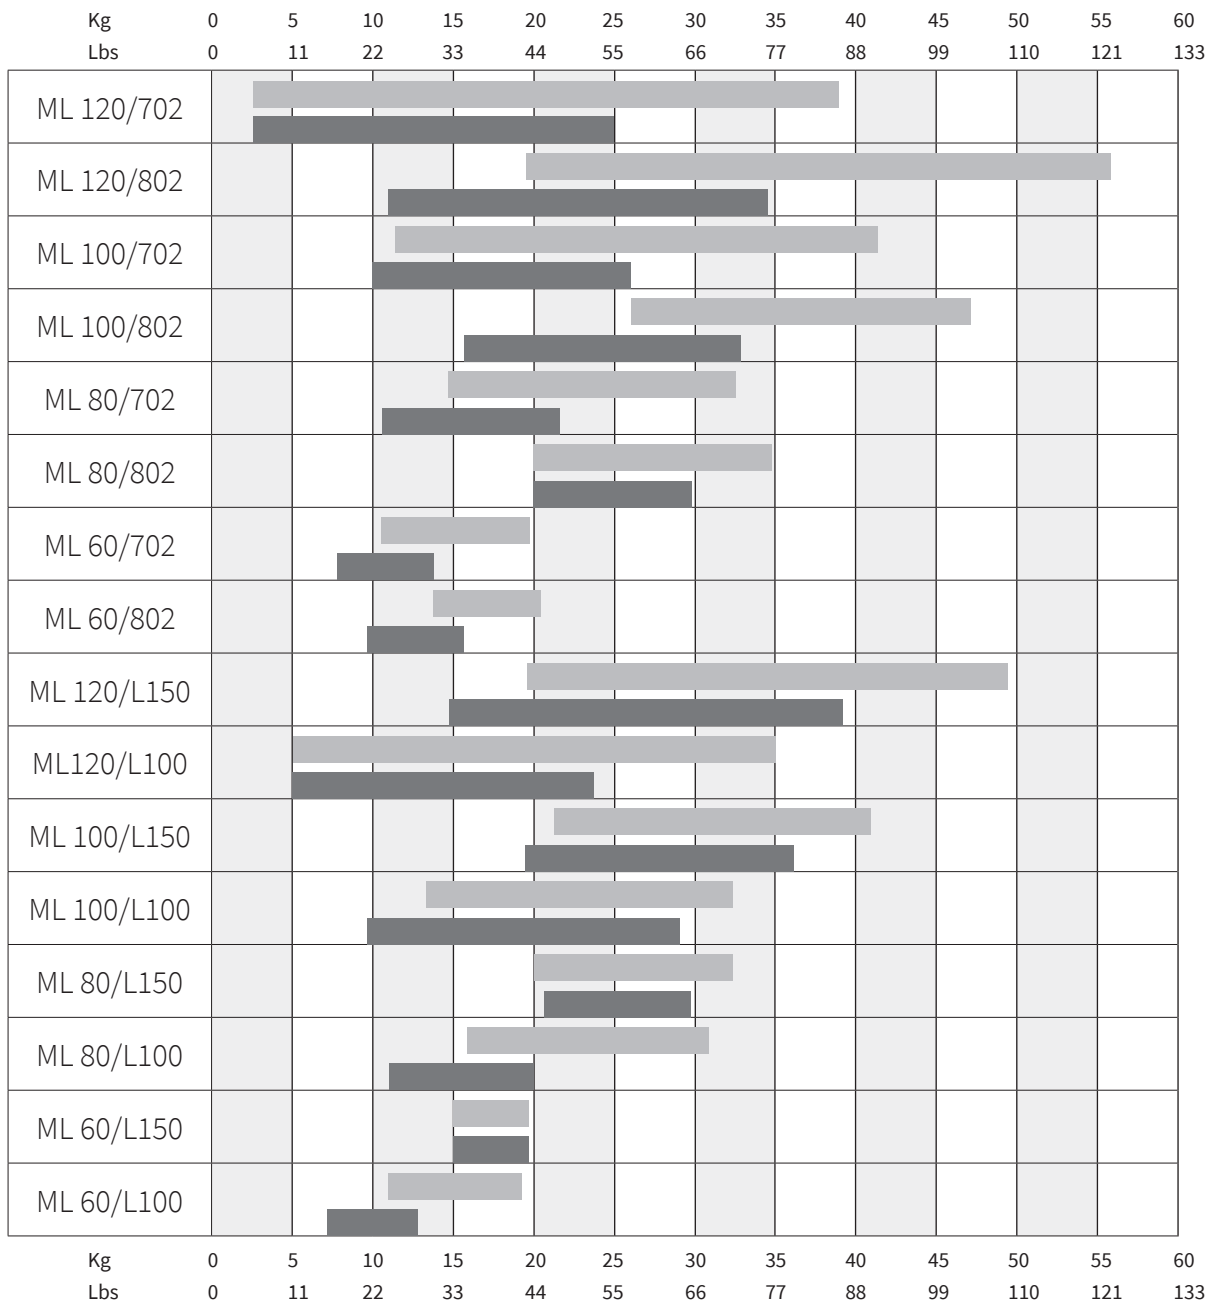 Kg 0 5 10 15 20 25 30 35 40 45 50 55 60
Lbs 0 11 22 33 44 55 66 77 88 99 110 121 133
ML 120/702
ML 120/802
ML 100/702
ML 100/802
ML 80/702
ML 80/802
ML 60/702
ML 60/802
ML 120/L150
ML120/L100
ML 100/L150
ML 100/L100
ML 80/L150
ML 80/L100
ML 60/L150
ML 60/L100
Kg 0 5 10 15 20 25 30 35 40 45 50 55 60
Lbs 0 11 22 33 44 55 66 77 88 99 110 121 133